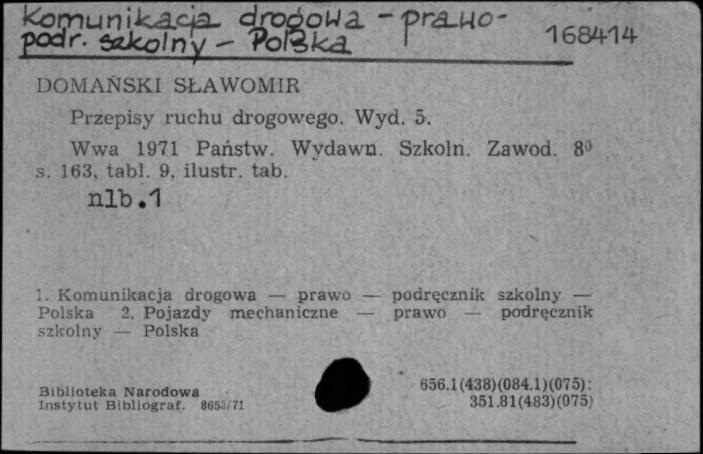 Komunikacja drogowa - prawo-
podr. szkolny - Polska
168414
DOMAŃSKI SŁAWOMIR
Przepisy ruchu drogowego. Wyd. 5.
Wwa 1971 Państw. Wydawn. Szkoln. Zawod. 8⁰
s. 163, tabl. 9, ilustr. tab.
nlb.1
1. Komunikacja drogowa — prawo — podręcznik szkolny —
Polska 2. Pojazdy mechaniczne — prawo — podręcznik
szkolny — Polska
Biblioteka Narodowa
Instytut Bibliograf. 8653/71
656.1(438)(084.1)(075):
351.81(483)(075)